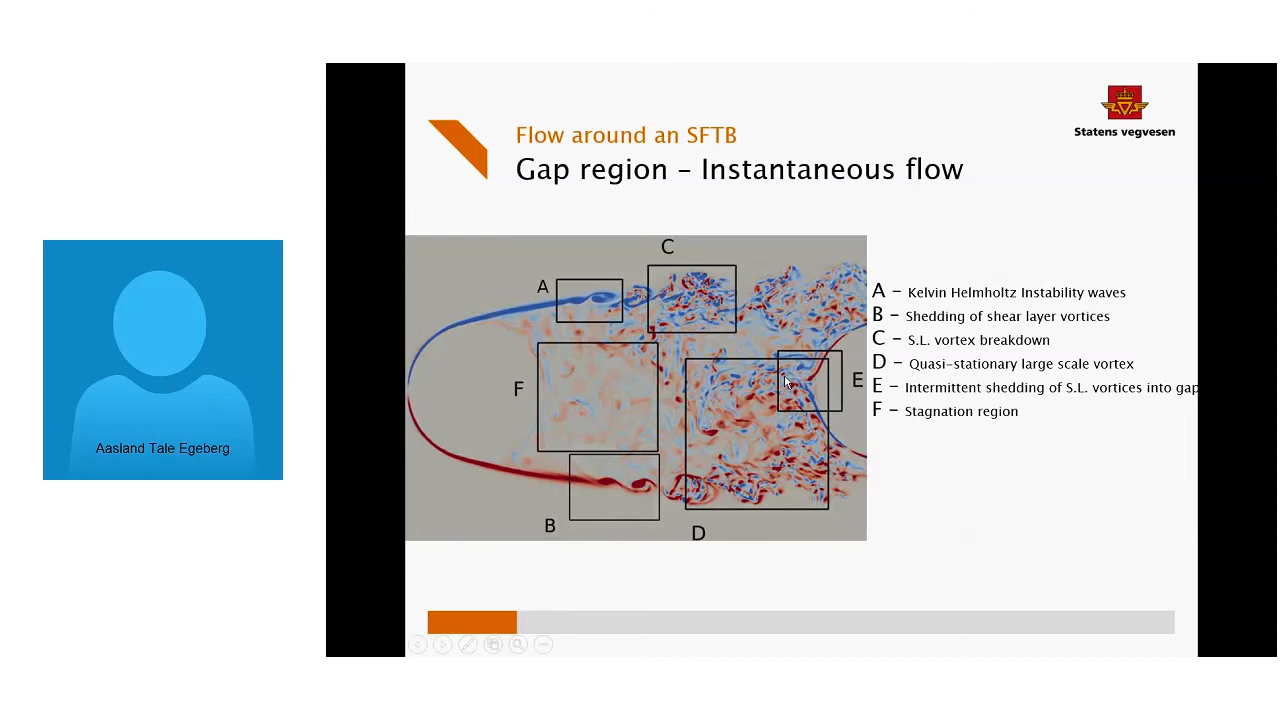 Statens vegvesen
Flow around an SFTB
Gap region – Instantaneous flow
C
A
F
E
B
D
A – Kelvin Helmholtz Instability waves
B – Shedding of shear layer vortices
C – S.L. vortex breakdown
D – Quasi-stationary large scale vortex
E – Intermittent shedding of S.L. vortices into gap
F – Stagnation region
Aasland Tale Egeberg